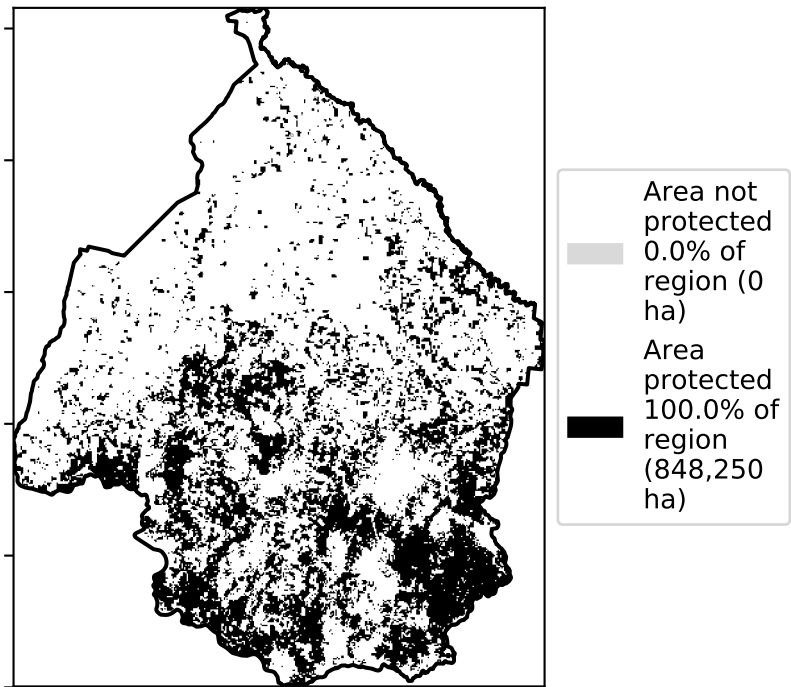 Area not
protected
0.0% of
region (0
ha)
Area
protected
100.0% of
region
(848,250
ha)